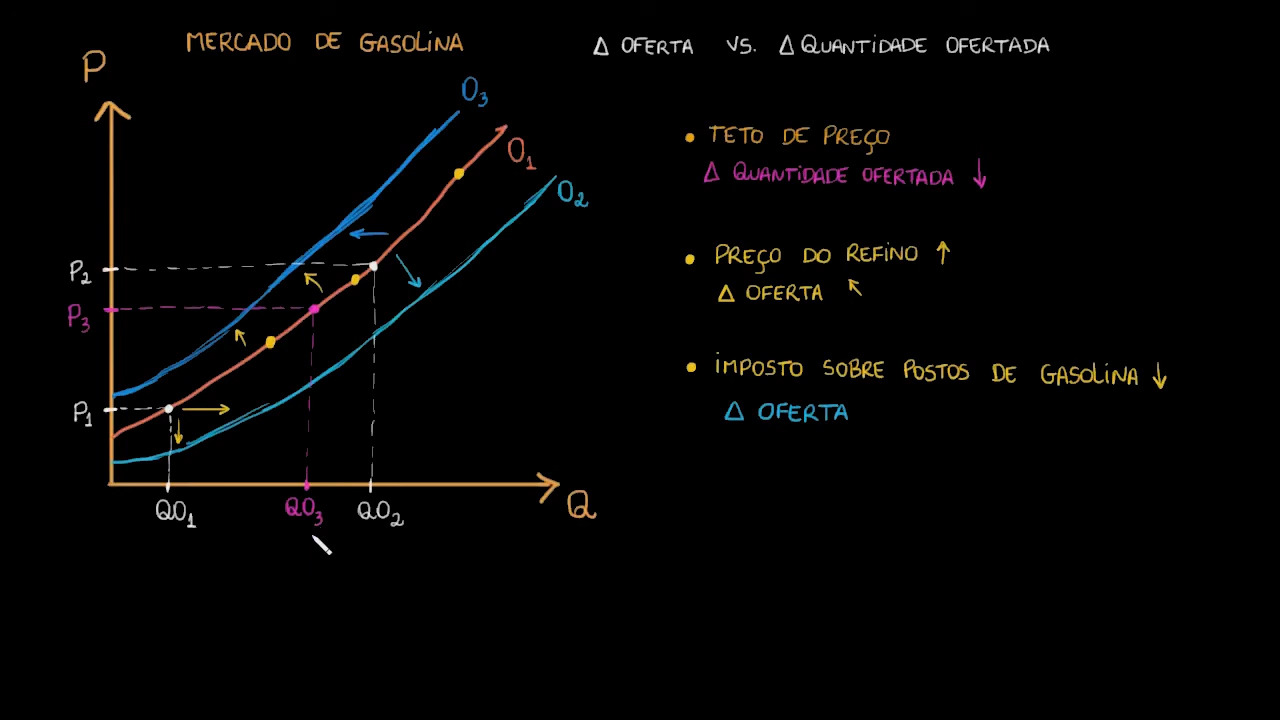 MERCADO DE GASOLINA
Δ OFERTA VS. Δ QUANTIDADE OFERTADA
P
O3
O1
O2
• TETO DE PREÇO
Δ QUANTIDADE OFERTADA ↓
• PREÇO DO REFINO ↑
Δ OFERTA ↖
• IMPOSTO SOBRE POSTOS DE GASOLINA ↓
Δ OFERTA
P2
P3
P1
QO1
QO3
QO2
Q